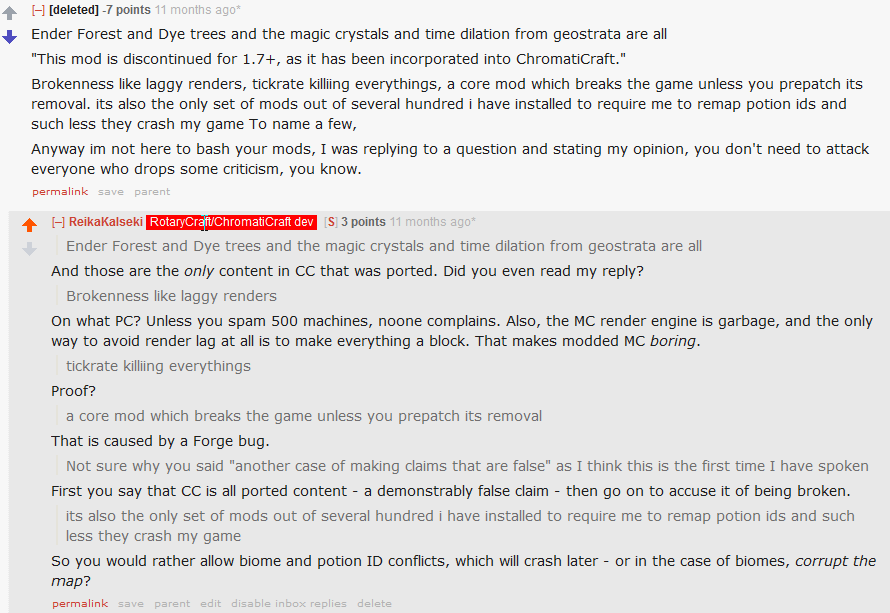 [–] [deleted] -7 points 11 months ago*
Ender Forest and Dye trees and the magic crystals and time dilation from geostrata are all
"This mod is discontinued for 1.7+, as it has been incorporated into ChromatiCraft."
Brokenness like laggy renders, tickrate killiing everythings, a core mod which breaks the game unless you prepatch its
removal. its also the only set of mods out of several hundred i have installed to require me to remap potion ids and
such less they crash my game To name a few,
Anyway im not here to bash your mods, I was replying to a question and stating my opinion, you don't need to attack
everyone who drops some criticism, you know.
permalink save parent
[–] ReikaKalseki RotaryCraft/ChromatiCraft dev [S] 3 points 11 months ago*
Ender Forest and Dye trees and the magic crystals and time dilation from geostrata are all
And those are the only content in CC that was ported. Did you even read my reply?
Brokenness like laggy renders
On what PC? Unless you spam 500 machines, noone complains. Also, the MC render engine is garbage, and the only
way to avoid render lag at all is to make everything a block. That makes modded MC boring.
tickrate killiing everythings
Proof?
a core mod which breaks the game unless you prepatch its removal
That is caused by a Forge bug.
Not sure why you said "another case of making claims that are false" as I think this is the first time I have spoken
First you say that CC is all ported content - a demonstrably false claim - then go on to accuse it of being broken.
its also the only set of mods out of several hundred i have installed to require me to remap potion ids and such
less they crash my game
So you would rather allow biome and potion ID conflicts, which will crash later - or in the case of biomes, corrupt the
map?
permalink save parent edit disable inbox replies delete